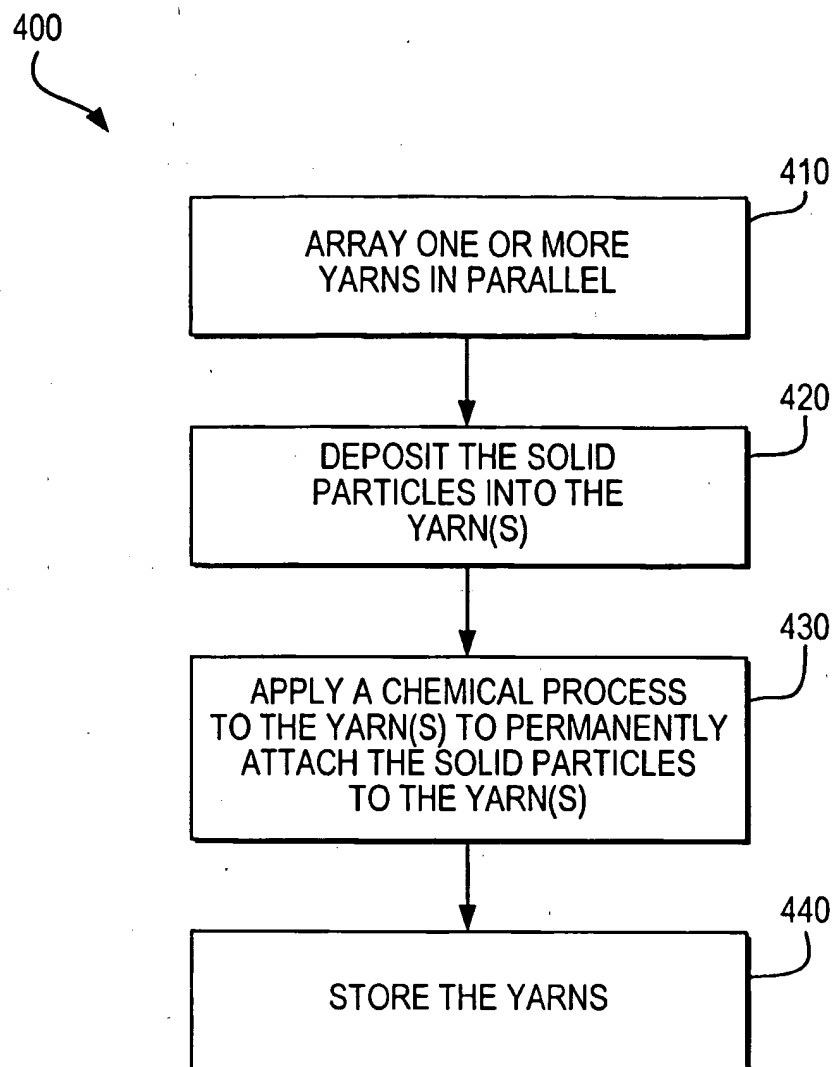 400
410
ARRAY ONE OR MORE
YARNS IN PARALLEL
420
DEPOSIT THE SOLID
PARTICLES INTO THE
YARN(S)
430
APPLY A CHEMICAL PROCESS
TO THE YARN(S) TO PERMANENTLY
ATTACH THE SOLID PARTICLES
TO THE YARN(S)
440
STORE THE YARNS